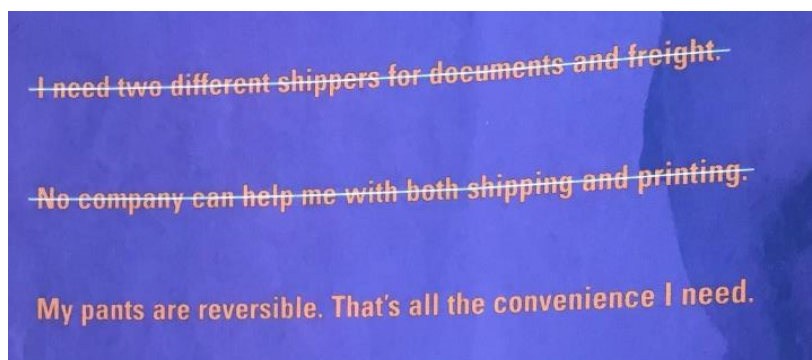 I need two different shippers for documents and freight.
No company can help me with both shipping and printing.
My pants are reversible. That's all the convenience I need.